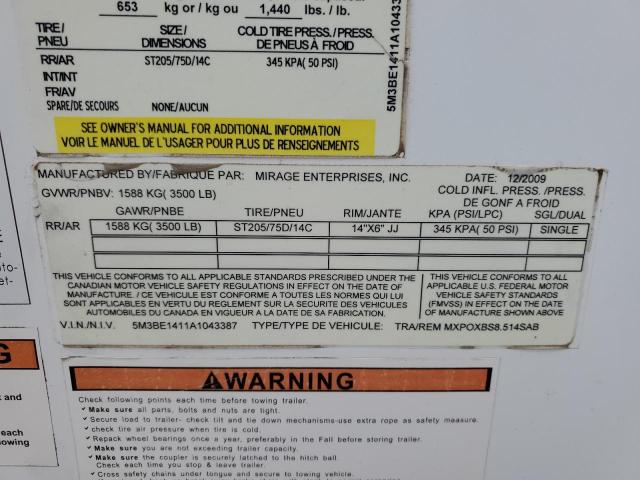 653 kg or / kg ou 1,440 lbs. / lb.
TIRE / SIZE / COLD TIRE PRESS. / PRESS.
PNEU DIMENSIONS DE PNEUS À FROID
RR/AR ST205/75D/14C 345 KPA( 50 PSI)
INT/INT
FR/AV
SPARE/DE SECOURS NONE/AUCUN
SEE OWNER'S MANUAL FOR ADDITIONAL INFORMATION
VOIR LE MANUEL DE L'USAGER POUR PLUS DE RENSEIGNEMENTS
5M3BE1411A10433
MANUFACTURED BY/FABRIQUE PAR: MIRAGE ENTERPRISES, INC. DATE: 12/2009
GVWR/PNBV: 1588 KG( 3500 LB) COLD INFL. PRESS. /PRESS.
DE GONF A FROID
GAWR/PNBE TIRE/PNEU RIM/JANTE KPA (PSI/LPC) SGL/DUAL
RR/AR 1588 KG( 3500 LB) ST205/75D/14C 14"X6" JJ 345 KPA( 50 PSI) SINGLE
THIS VEHICLE CONFORMS TO ALL APPLICABLE STANDARDS PRESCRIBED UNDER THE
CANADIAN MOTOR VEHICLE SAFETY REGULATIONS IN EFFECT ON THE DATE OF
MANUFACTURE. / CE VEHICULE EST CONFORME A TOUTES LES NORMES QUI LUI
SONT APPLICABLES EN VERTU DU REGLEMENT SUR LA SECURITE DES VEHICULES
AUTOMOBILES DU CANADA EN VIGUEUR A LA DATE DE SA FABRICATION.
THIS VEHICLE CONFORMS TO ALL
APPLICABLE U.S. FEDERAL MOTOR
VEHICLE SAFETY STANDARDS
(FMVSS) IN EFFECT ON THE DATE
OF MANUFACTURE SHOWN ABOVE
V.I.N./N.I.V. 5M3BE1411A1043387 TYPE/TYPE DE VEHICULE: TRA/REM MXPOXBS8.514SAB
WARNING
Check following points each time before towing trailer.
✓ Make sure all parts, bolts and nuts are tight.
✓ Secure load to trailer- check tilt and tie down mechanisms-use extra rope as safety measure.
✓ check tire air pressure when tire is cold.
✓ Repack wheel bearings once a year, preferably in the Fall before storing trailer.
✓ Make sure you are not exceeding trailer capacity.
✓ Make sure the coupler is securely latched to the hitch ball.
Check each time you stop & leave trailer.
✓ Cross safety chains under tongue and secure to towing vehicle.
E
to-
et-
G
k and
each
owing